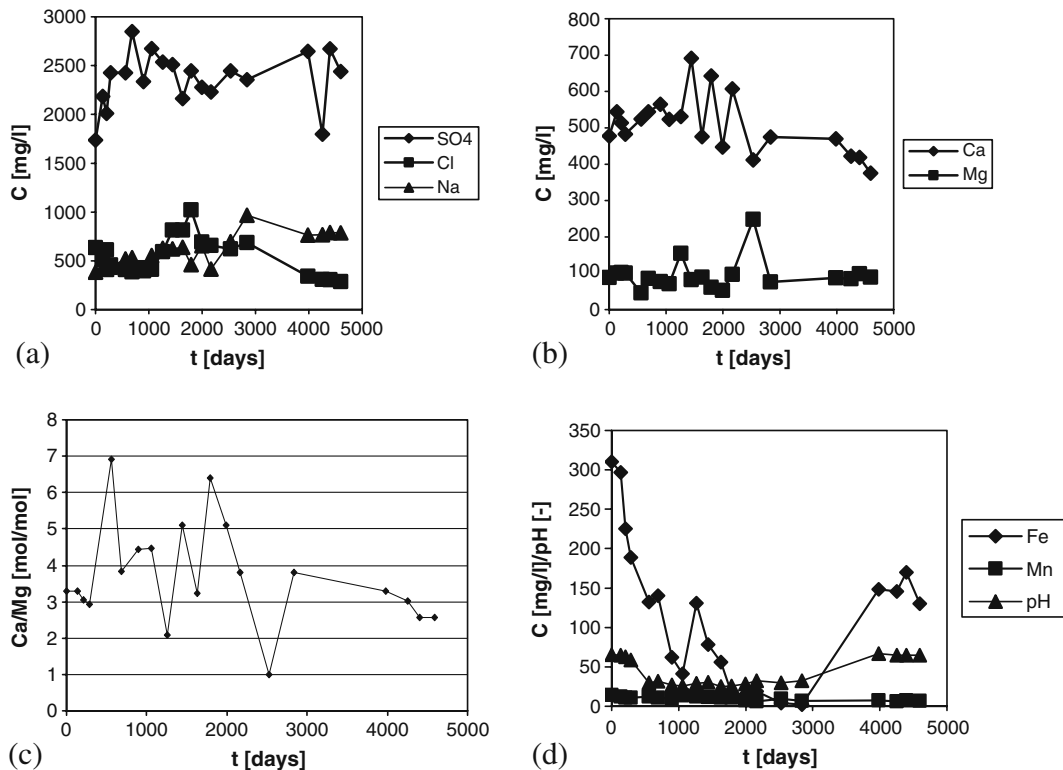 3000
2500
2000
1500
1000
500
0
C [mg/l]
0 1000 2000 3000 4000 5000
t [days]
SO4
Cl
Na
(a)
800
700
600
500
400
300
200
100
0
C [mg/l]
0 1000 2000 3000 4000 5000
t [days]
Ca
Mg
(b)
8
7
6
5
4
3
2
1
0
Ca/Mg [mol/mol]
0 1000 2000 3000 4000 5000
t [days]
(c)
350
300
250
200
150
100
50
0
C [mg/l]/pH [-]
0 1000 2000 3000 4000 5000
t [days]
Fe
Mn
pH
(d)